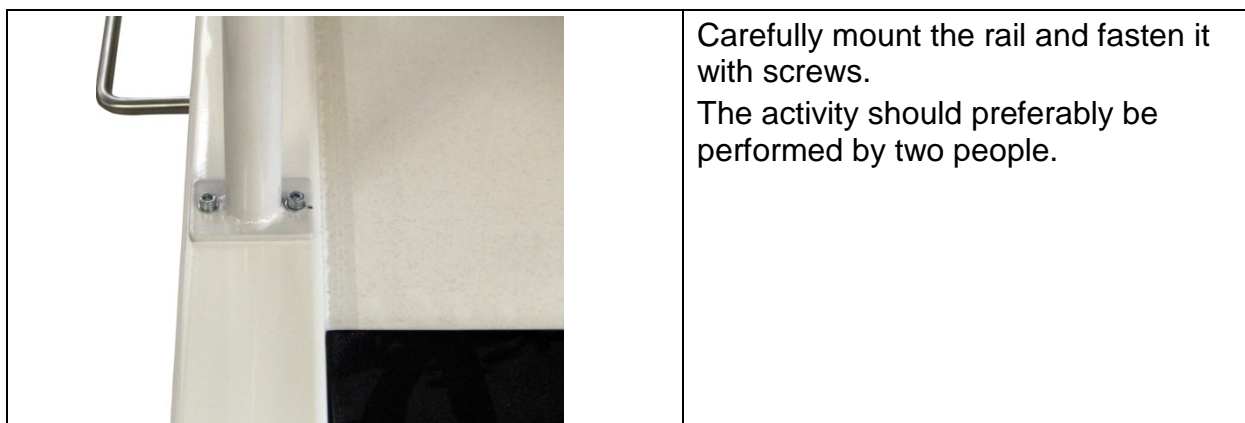 Carefully mount the rail and fasten it
with screws.
The activity should preferably be
performed by two people.